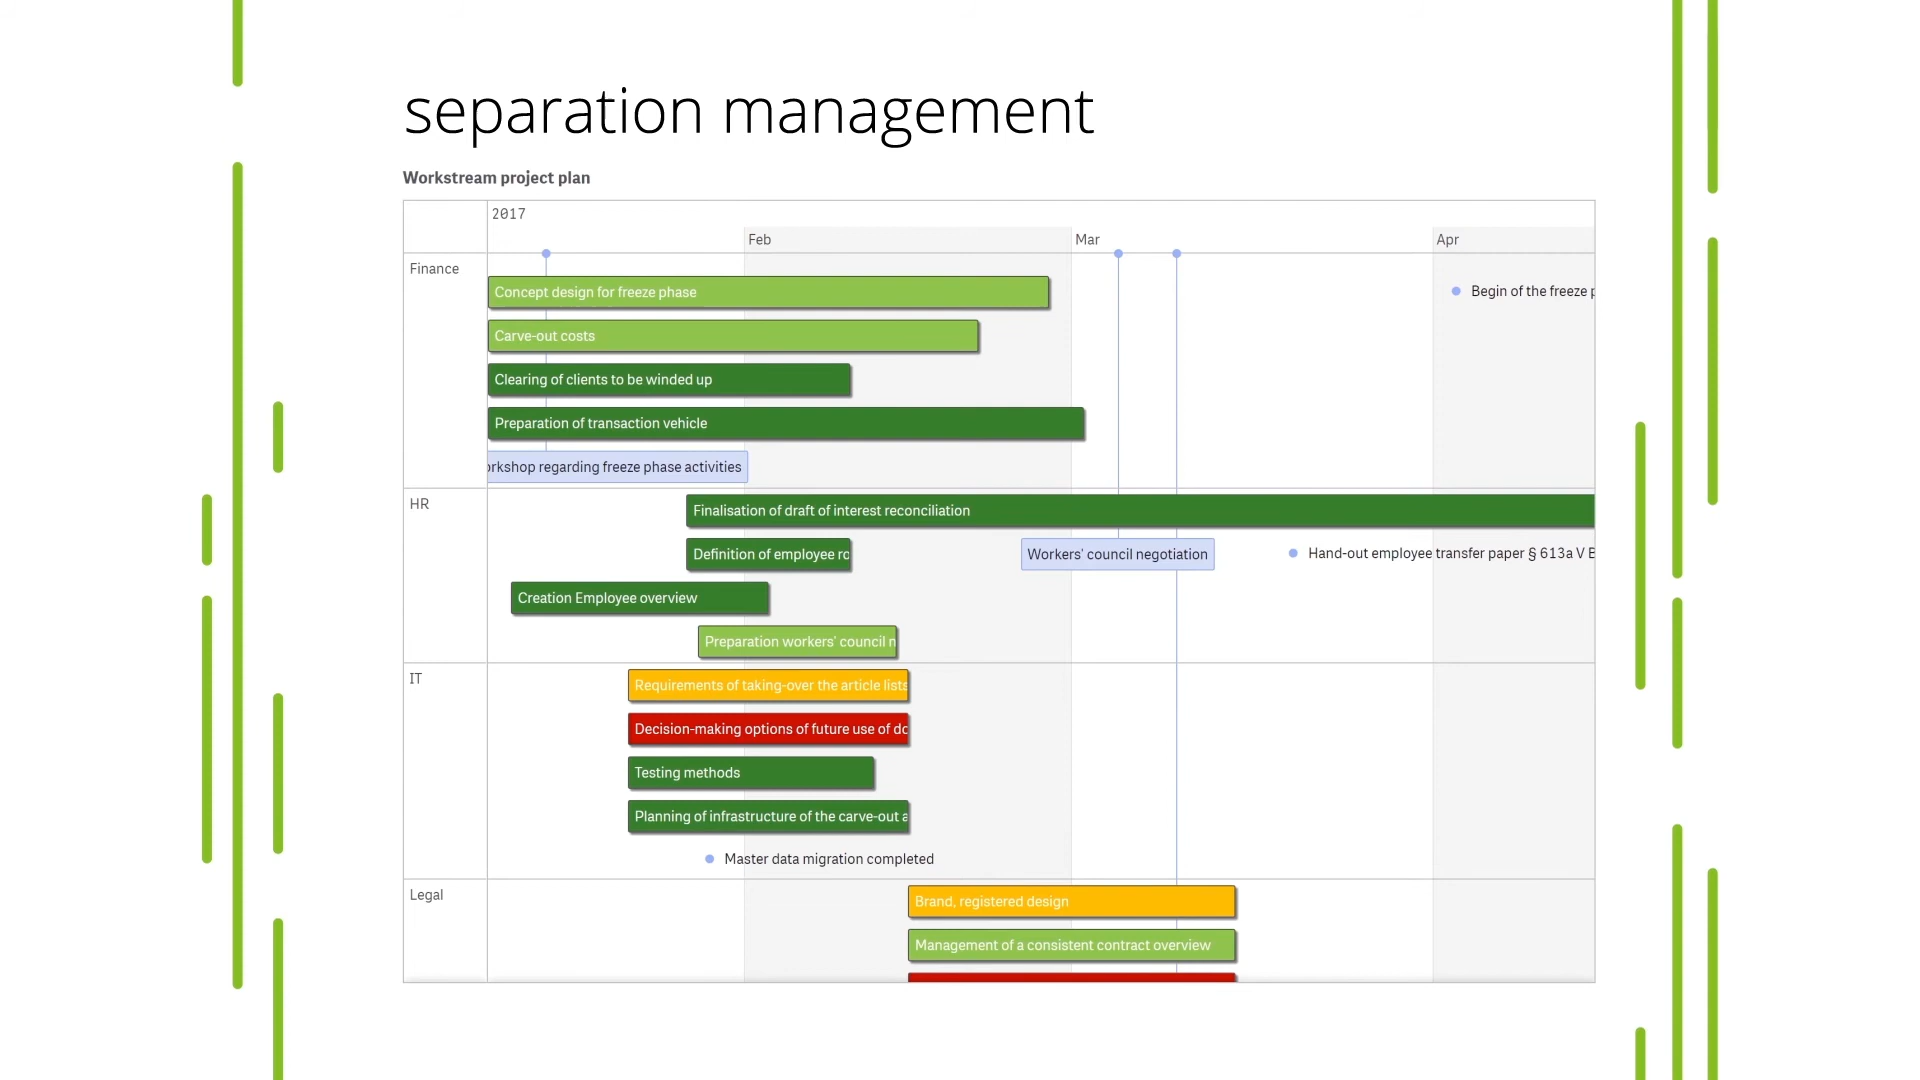 separation management
Workstream project plan
2017
Feb
Mar
Apr
Finance
Concept design for freeze phase
Begin of the freeze
Carve-out costs
Clearing of clients to be winded up
Preparation of transaction vehicle
regarding freeze phase activities
HR
Finalisation of draft of interest reconciliation
Definition of employee
Workers' council negotiation
Hand-out employee transfer paper § 613a V
Creation Employee overview
Preparation workers' council
IT
Requirements of taking-over the article lists
Decision-making options of future use of
Testing methods
Planning of infrastructure of the carve-out
Master data migration completed
Legal
Brand, registered design
Management of a consistent contract overview